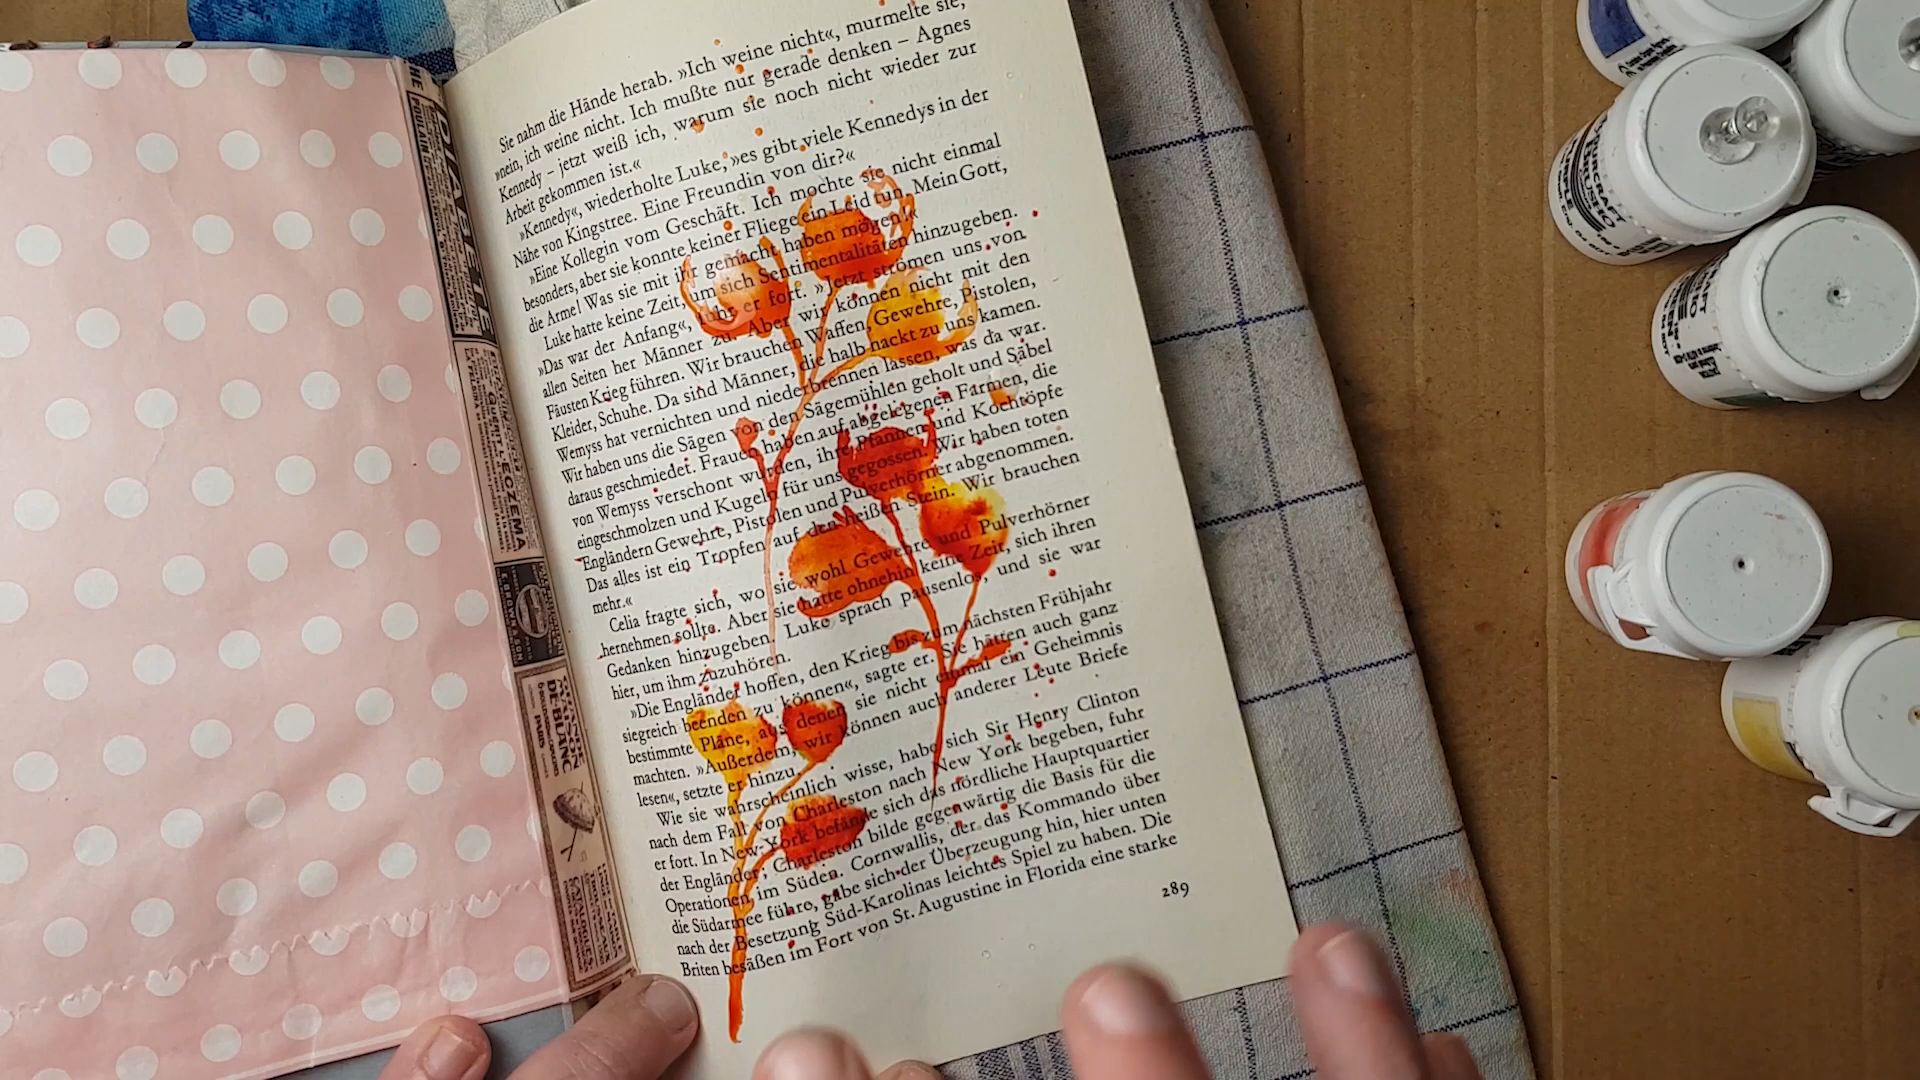 Sie nahm die Hände herab. »Ich weine nicht«, murmelte sie,
»nein, ich weine nicht. Ich mußte nur gerade denken – Agnes
Kennedy – jetzt weiß ich, warum sie noch nicht wieder zur
Arbeit gekommen ist.«
»Kennedy«, wiederholte Luke, »es gibt viele Kennedys in der
Nähe von Kingstree. Eine Freundin von dir?«
»Eine Kollegin vom Geschäft. Ich mochte sie nicht einmal
besonders, aber sie konnte keiner Fliege ein Leid tun. Mein Gott,
die Arme! Was sie mit ihr gemacht haben mögen!«
Luke hatte keine Zeit, um sich Sentimentalitäten hinzugeben.
»Das war der Anfang«, fuhr er fort. »Jetzt strömen uns von
allen Seiten her Männer zu. Aber wir können nicht mit den
Fäusten Krieg führen. Wir brauchen Waffen, Gewehre, Pistolen,
Kleider, Schuhe. Da sind Männer, die halb nackt zu uns kamen.
Wemyss hat vernichten und niederbrennen lassen, was da war.
Wir haben uns die Sägen von den Sägemühlen geholt und Säbel
daraus geschmiedet. Frauen haben auf abgelegenen Farmen, die
von Wemyss verschont wurden, ihre Pfannen und Kochtöpfe
eingeschmolzen und Kugeln für uns gegossen. Wir haben toten
Engländern Gewehre, Pistolen und Pulverhörner abgenommen.
Das alles ist ein Tropfen auf den heißen Stein. Wir brauchen
mehr.«
Celia fragte sich, wo sie wohl Gewehre und Pulverhörner
hernehmen sollte. Aber sie hatte ohnehin keine Zeit, sich ihren
Gedanken hinzugeben. Luke sprach pausenlos, und sie war
hier, um ihm zuzuhören.
»Die Engländer hoffen, den Krieg bis zum nächsten Frühjahr
siegreich beenden zu können«, sagte er. Sie hätten auch ganz
bestimmte Pläne, aus denen sie nicht einmal ein Geheimnis
machten. »Außerdem, wir können auch anderer Leute Briefe
lesen«, setzte er hinzu.
Wie sie wahrscheinlich wisse, habe sich Sir Henry Clinton
nach dem Fall von Charleston nach New York begeben, fuhr
er fort. In New York befände sich das nördliche Hauptquartier
der Engländer, Charleston bilde gegenwärtig die Basis für die
Operationen im Süden. Cornwallis, der das Kommando über
die Südarmee führe, gäbe sich der Überzeugung hin, hier unten
nach der Besetzung Süd-Karolinas leichtes Spiel zu haben. Die
Briten besäßen im Fort von St. Augustine in Florida eine starke
289
DIABETE
ECZEMA